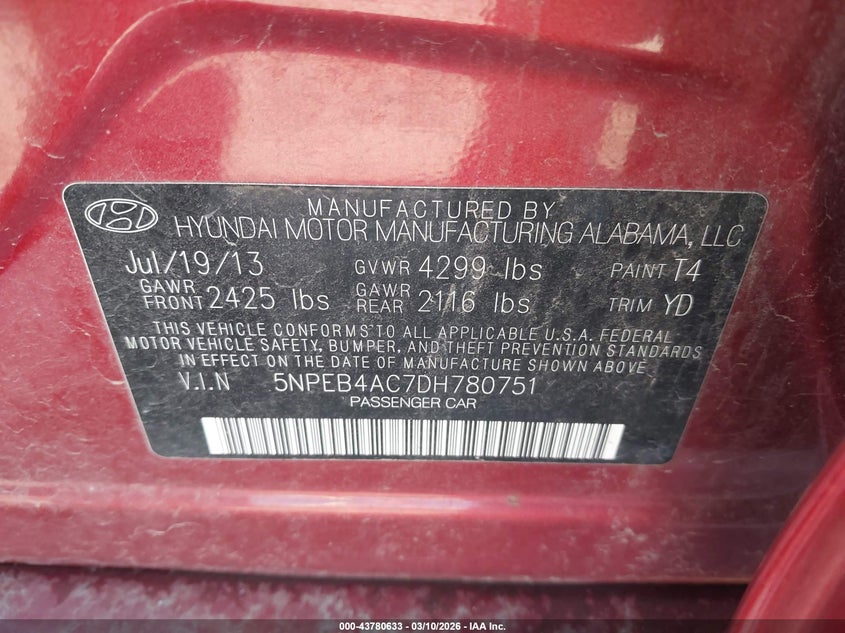 MANUFACTURED BY
HYUNDAI MOTOR MANUFACTURING ALABAMA, LLC
Jul/19/13 GVWR 4299 lbs PAINT T4
GAWR FRONT 2425 lbs GAWR REAR 2116 lbs TRIM YD
THIS VEHICLE CONFORMS TO ALL APPLICABLE U.S.A. FEDERAL
MOTOR VEHICLE SAFETY, BUMPER, AND THEFT PREVENTION STANDARDS
IN EFFECT ON THE DATE OF MANUFACTURE SHOWN ABOVE
V.I.N 5NPEB4AC7DH780751
PASSENGER CAR
000-43780633 — 03/10/2026 — IAA Inc.